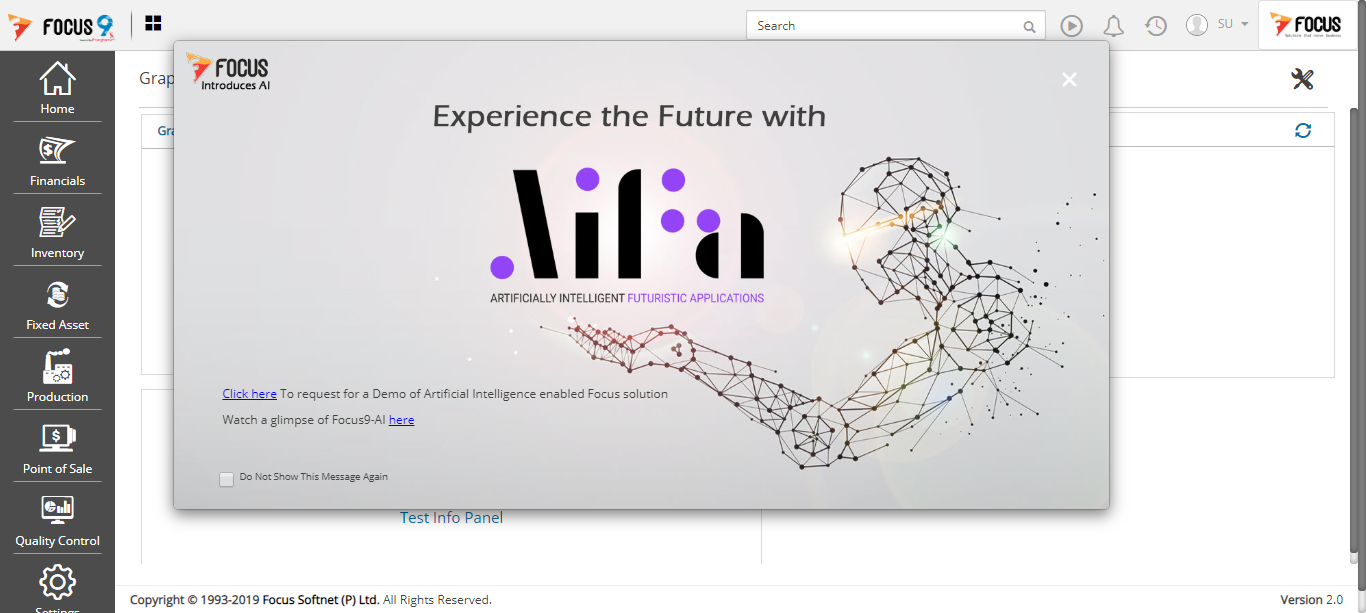 FOCUS 9
Search
SU
FOCUS
Home
Financials
Inventory
Fixed Asset
Production
Point of Sale
Quality Control
Settings
Grap
Gra
FOCUS
Introduces AI
Experience the Future with
Aifa
ARTIFICIALLY INTELLIGENT FUTURISTIC APPLICATIONS
Click here To request for a Demo of Artificial Intelligence enabled Focus solution
Watch a glimpse of Focus9-AI here
Do Not Show This Message Again
Test Info Panel
Copyright © 1993-2019 Focus Softnet (P) Ltd. All Rights Reserved.
Version 2.0